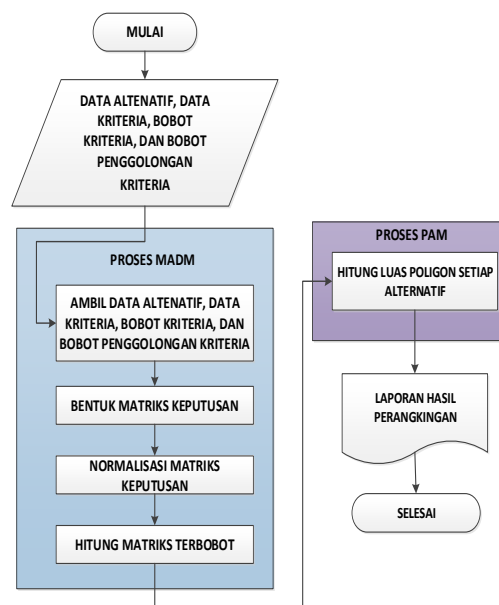 MULAI
DATA ALTENATIF, DATA
KRITERIA, BOBOT
KRITERIA, DAN BOBOT
PENGGOLONGAN
KRITERIA
PROSES MADM
AMBIL DATA ALTENATIF, DATA
KRITERIA, BOBOT KRITERIA, DAN
BOBOT PENGGOLONGAN KRITERIA
BENTUK MATRIKS KEPUTUSAN
NORMALISASI MATRIKS
KEPUTUSAN
HITUNG MATRIKS TERBOBOT
PROSES PAM
HITUNG LUAS POLIGON SETIAP
ALTERNATIF
LAPORAN HASIL
PERANGKINGAN
SELESAI